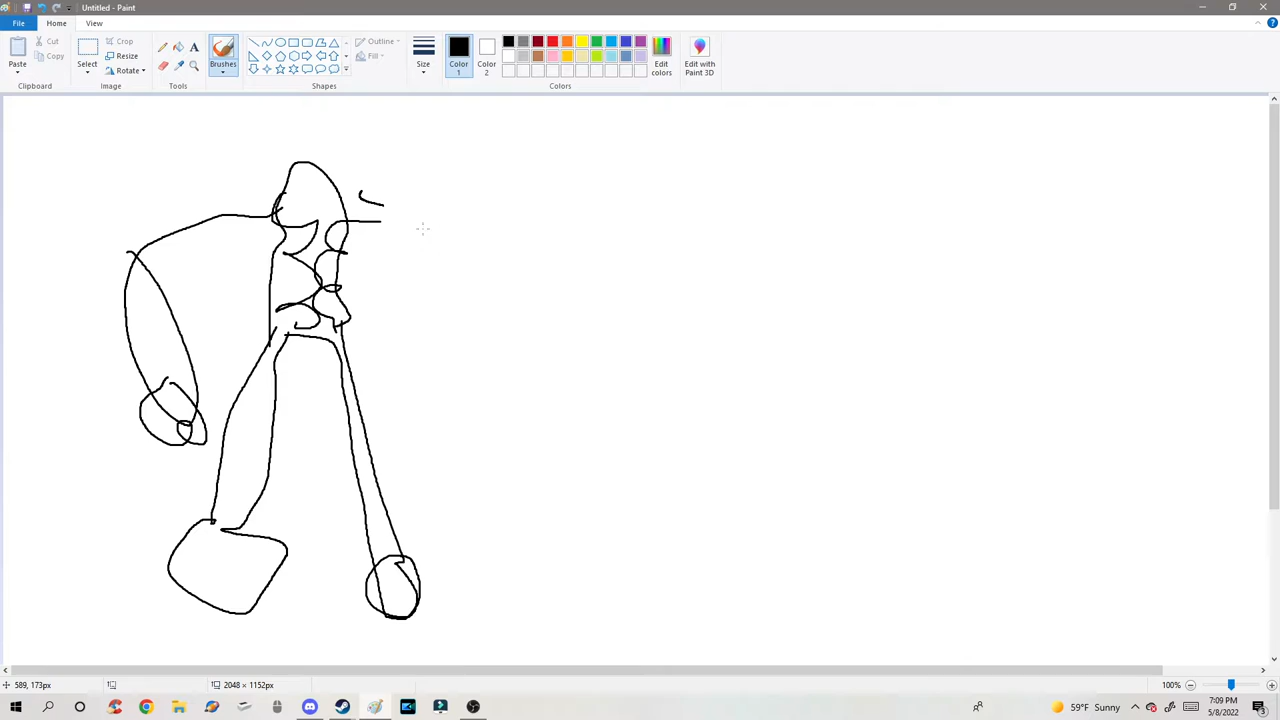 Untitled - Paint
File Home View
Paste
Cut
Copy
Clipboard
Select
Crop
Resize
Rotate
Image
A
Tools
Brushes
Outline
Fill
Shapes
Size
Color 1
Color 2
Edit colors
Colors
Edit with Paint 3D
589, 173px
2048 × 1152px
100%
59°F Sunny
7:09 PM
5/8/2022